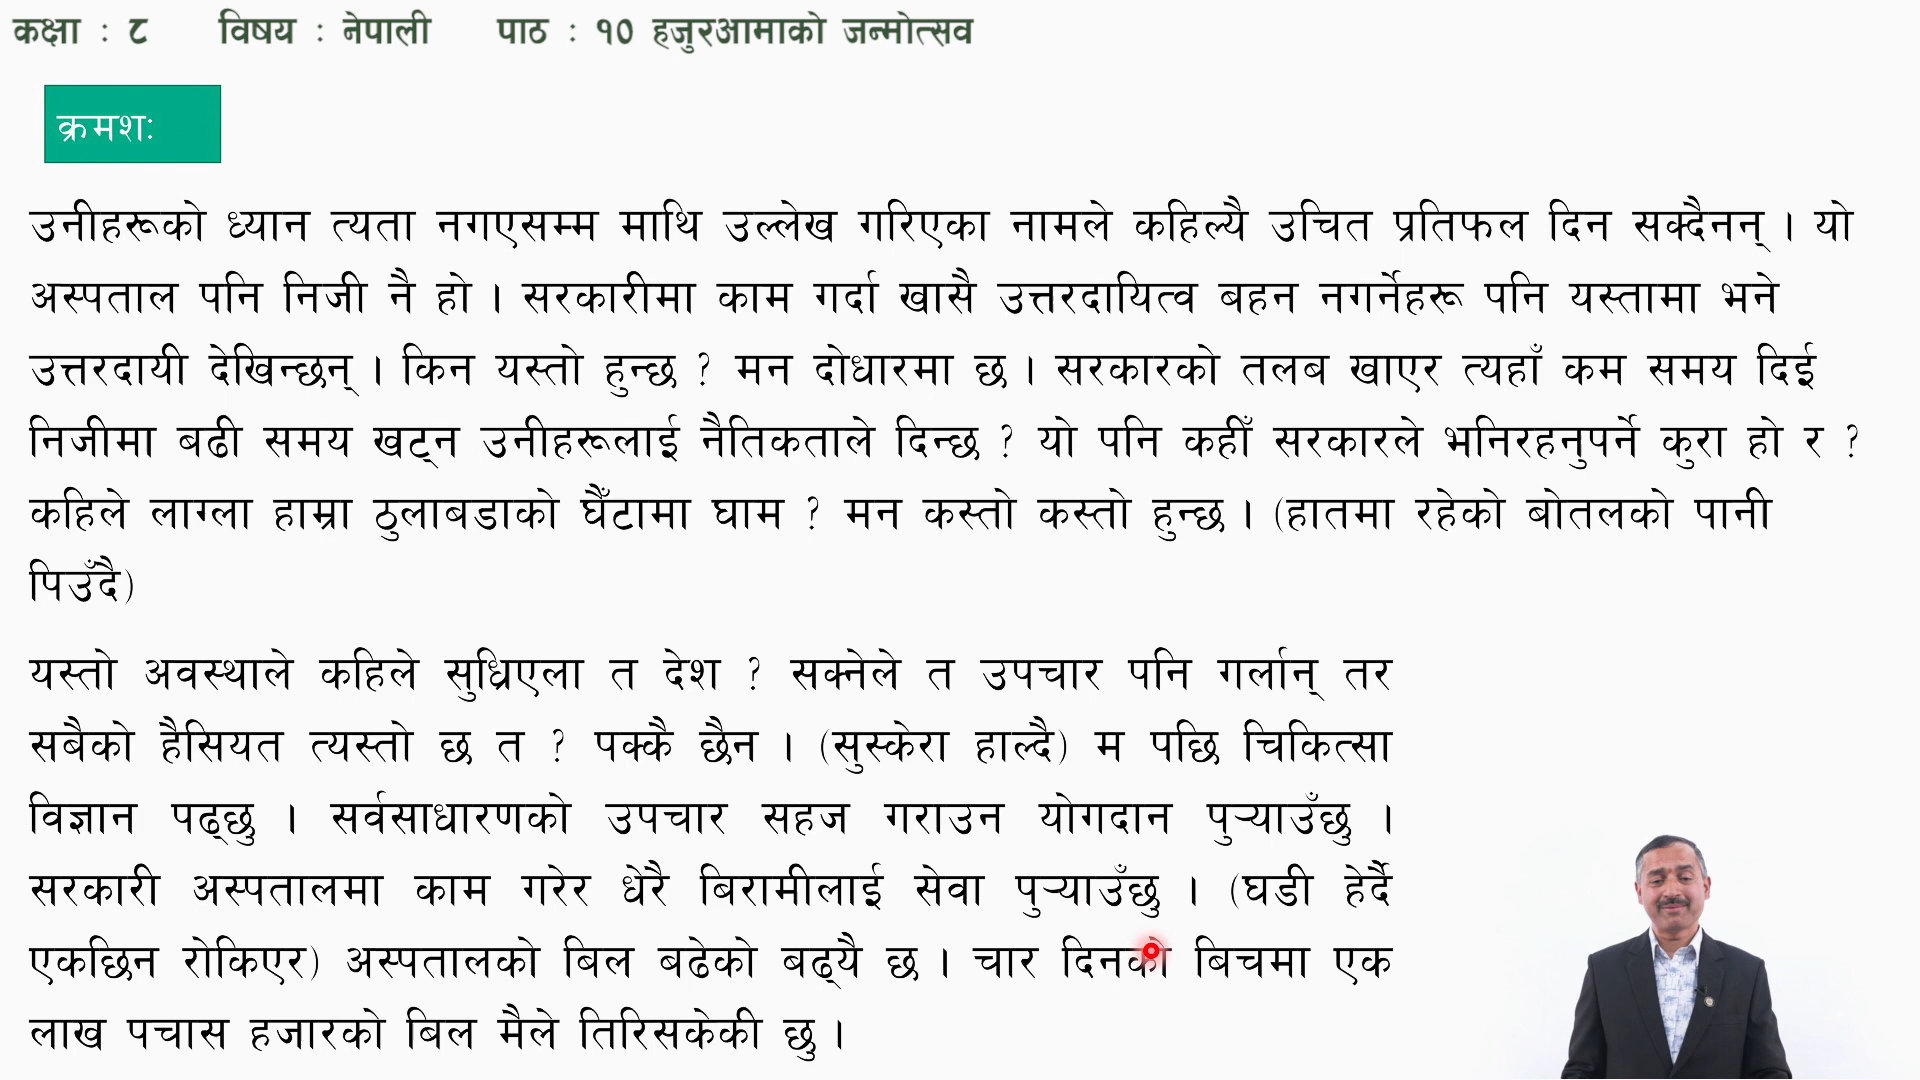 कक्षा : ८ विषय : नेपाली पाठ : १० हजुरआमाको जन्मोत्सव
क्रमशः
उनीहरूको ध्यान त्यता नगएसम्म माथि उल्लेख गरिएका नामले कहिल्यै उचित प्रतिफल दिन सक्दैनन् । यो
अस्पताल पनि निजी नै हो । सरकारीमा काम गर्दा खासै उत्तरदायित्व बहन नगर्नेहरू पनि यस्तामा भने
उत्तरदायी देखिन्छन् । किन यस्तो हुन्छ ? मन दोधारमा छ । सरकारको तलब खाएर त्यहाँ कम समय दिई
निजीमा बढी समय खट्न उनीहरूलाई नैतिकताले दिन्छ ? यो पनि कहीँ सरकारले भनिरहनुपर्ने कुरा हो र ?
कहिले लाग्ला हाम्रा ठुलाबडाको घैँटामा घाम ? मन कस्तो कस्तो हुन्छ । (हातमा रहेको बोतलको पानी
पिउँदै)
यस्तो अवस्थाले कहिले सुध्रिएला त देश ? सक्नेले त उपचार पनि गर्लान् तर
सबैको हैसियत त्यस्तो छ त ? पक्कै छैन । (सुस्केरा हाल्दै) म पछि चिकित्सा
विज्ञान पढ्छु । सर्वसाधारणको उपचार सहज गराउन योगदान पुर्‍याउँछु ।
सरकारी अस्पतालमा काम गरेर धेरै बिरामीलाई सेवा पुर्‍याउँछु । (घडी हेर्दै
एकछिन रोकिएर) अस्पतालको बिल बढेको बढ्यै छ । चार दिनको बिचमा एक
लाख पचास हजारको बिल मैले तिरिसकेकी छु ।